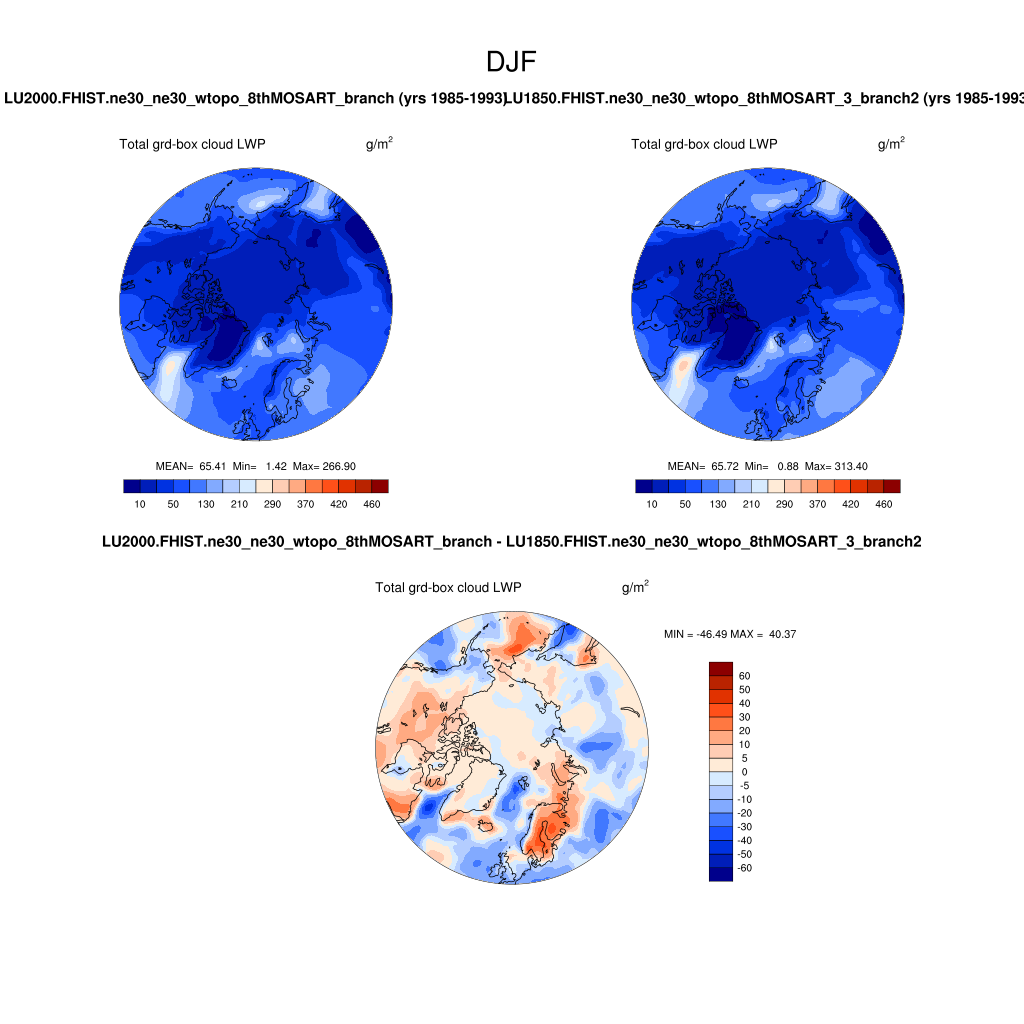 DJF
LU2000.FHIST.ne30_ne30_wtopo_8thMOSART_branch (yrs 1985-1993)
LU1850.FHIST.ne30_ne30_wtopo_8thMOSART_3_branch2 (yrs 1985-1993
Total grd-box cloud LWP g/m2
Total grd-box cloud LWP g/m2
MEAN= 65.41 Min= 1.42 Max= 266.90
MEAN= 65.72 Min= 0.88 Max= 313.40
10 50 130 210 290 370 420 460
10 50 130 210 290 370 420 460
LU2000.FHIST.ne30_ne30_wtopo_8thMOSART_branch - LU1850.FHIST.ne30_ne30_wtopo_8thMOSART_3_branch2
Total grd-box cloud LWP g/m2
MIN = -46.49 MAX = 40.37
60
50
40
30
20
10
5
0
-5
-10
-20
-30
-40
-50
-60